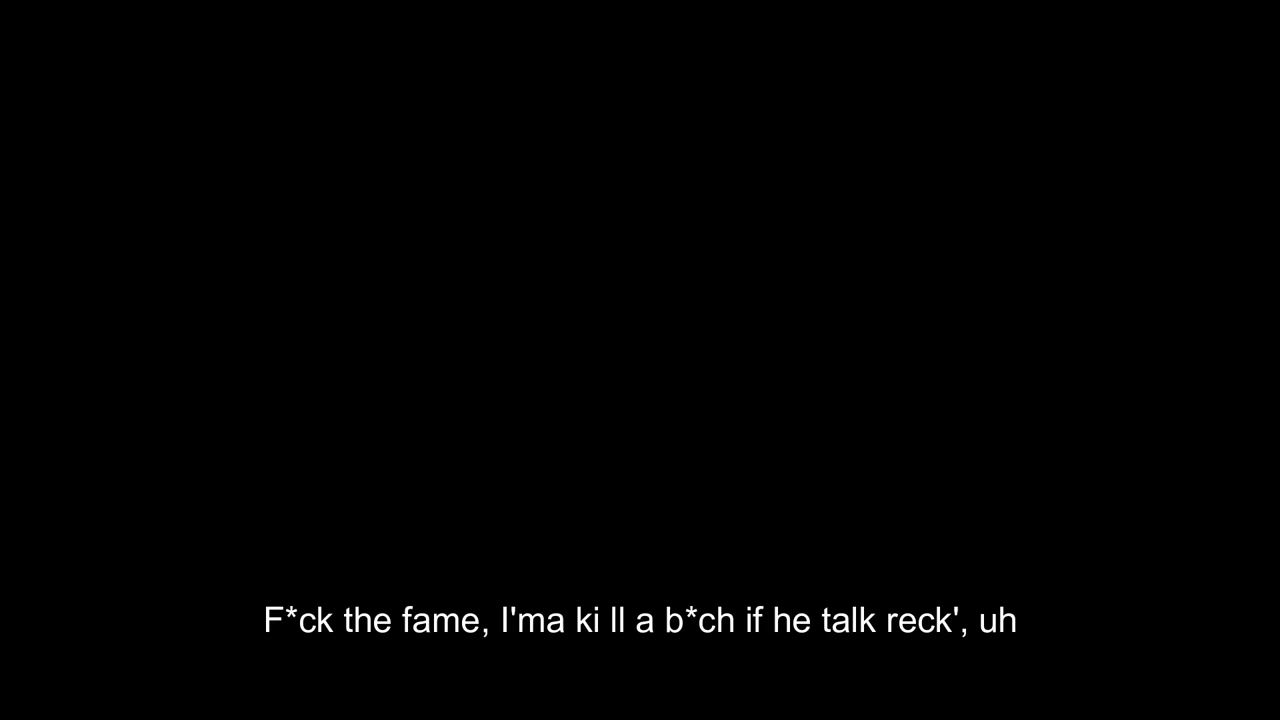 F*ck the fame, I'ma ki ll a b*ch if he talk reck', uh